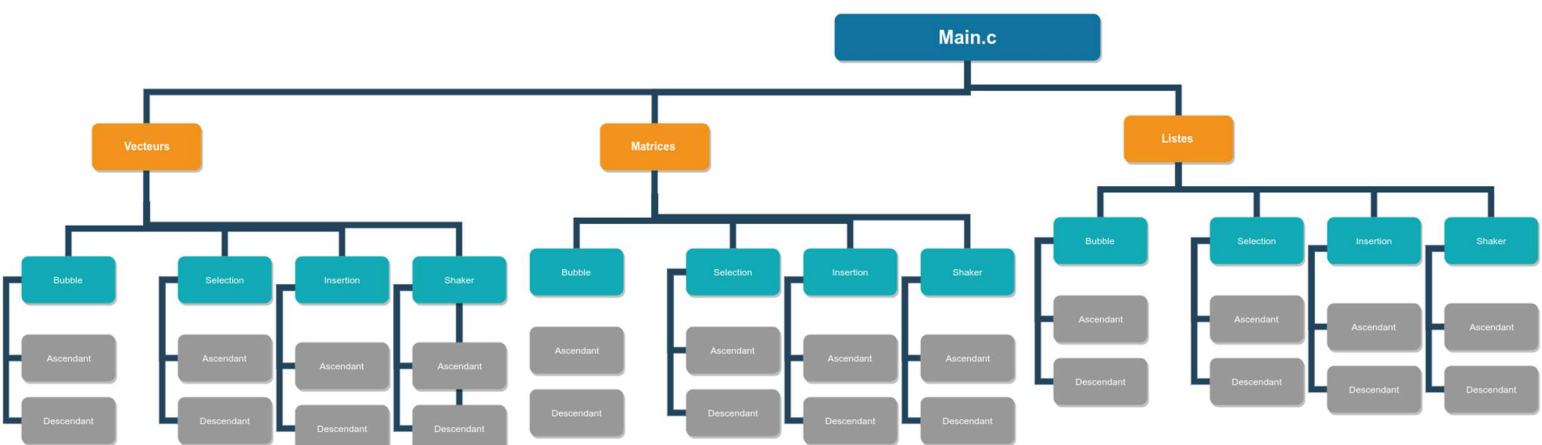 Main.c
Vecteurs
Matrices
Listes
Bubble
Selection
Insertion
Shaker
Ascendant
Ascendant
Ascendant
Ascendant
Descendant
Descendant
Descendant
Descendant
Bubble
Selection
Insertion
Shaker
Ascendant
Ascendant
Ascendant
Ascendant
Descendant
Descendant
Descendant
Descendant
Bubble
Selection
Insertion
Shaker
Ascendant
Ascendant
Ascendant
Ascendant
Descendant
Descendant
Descendant
Descendant